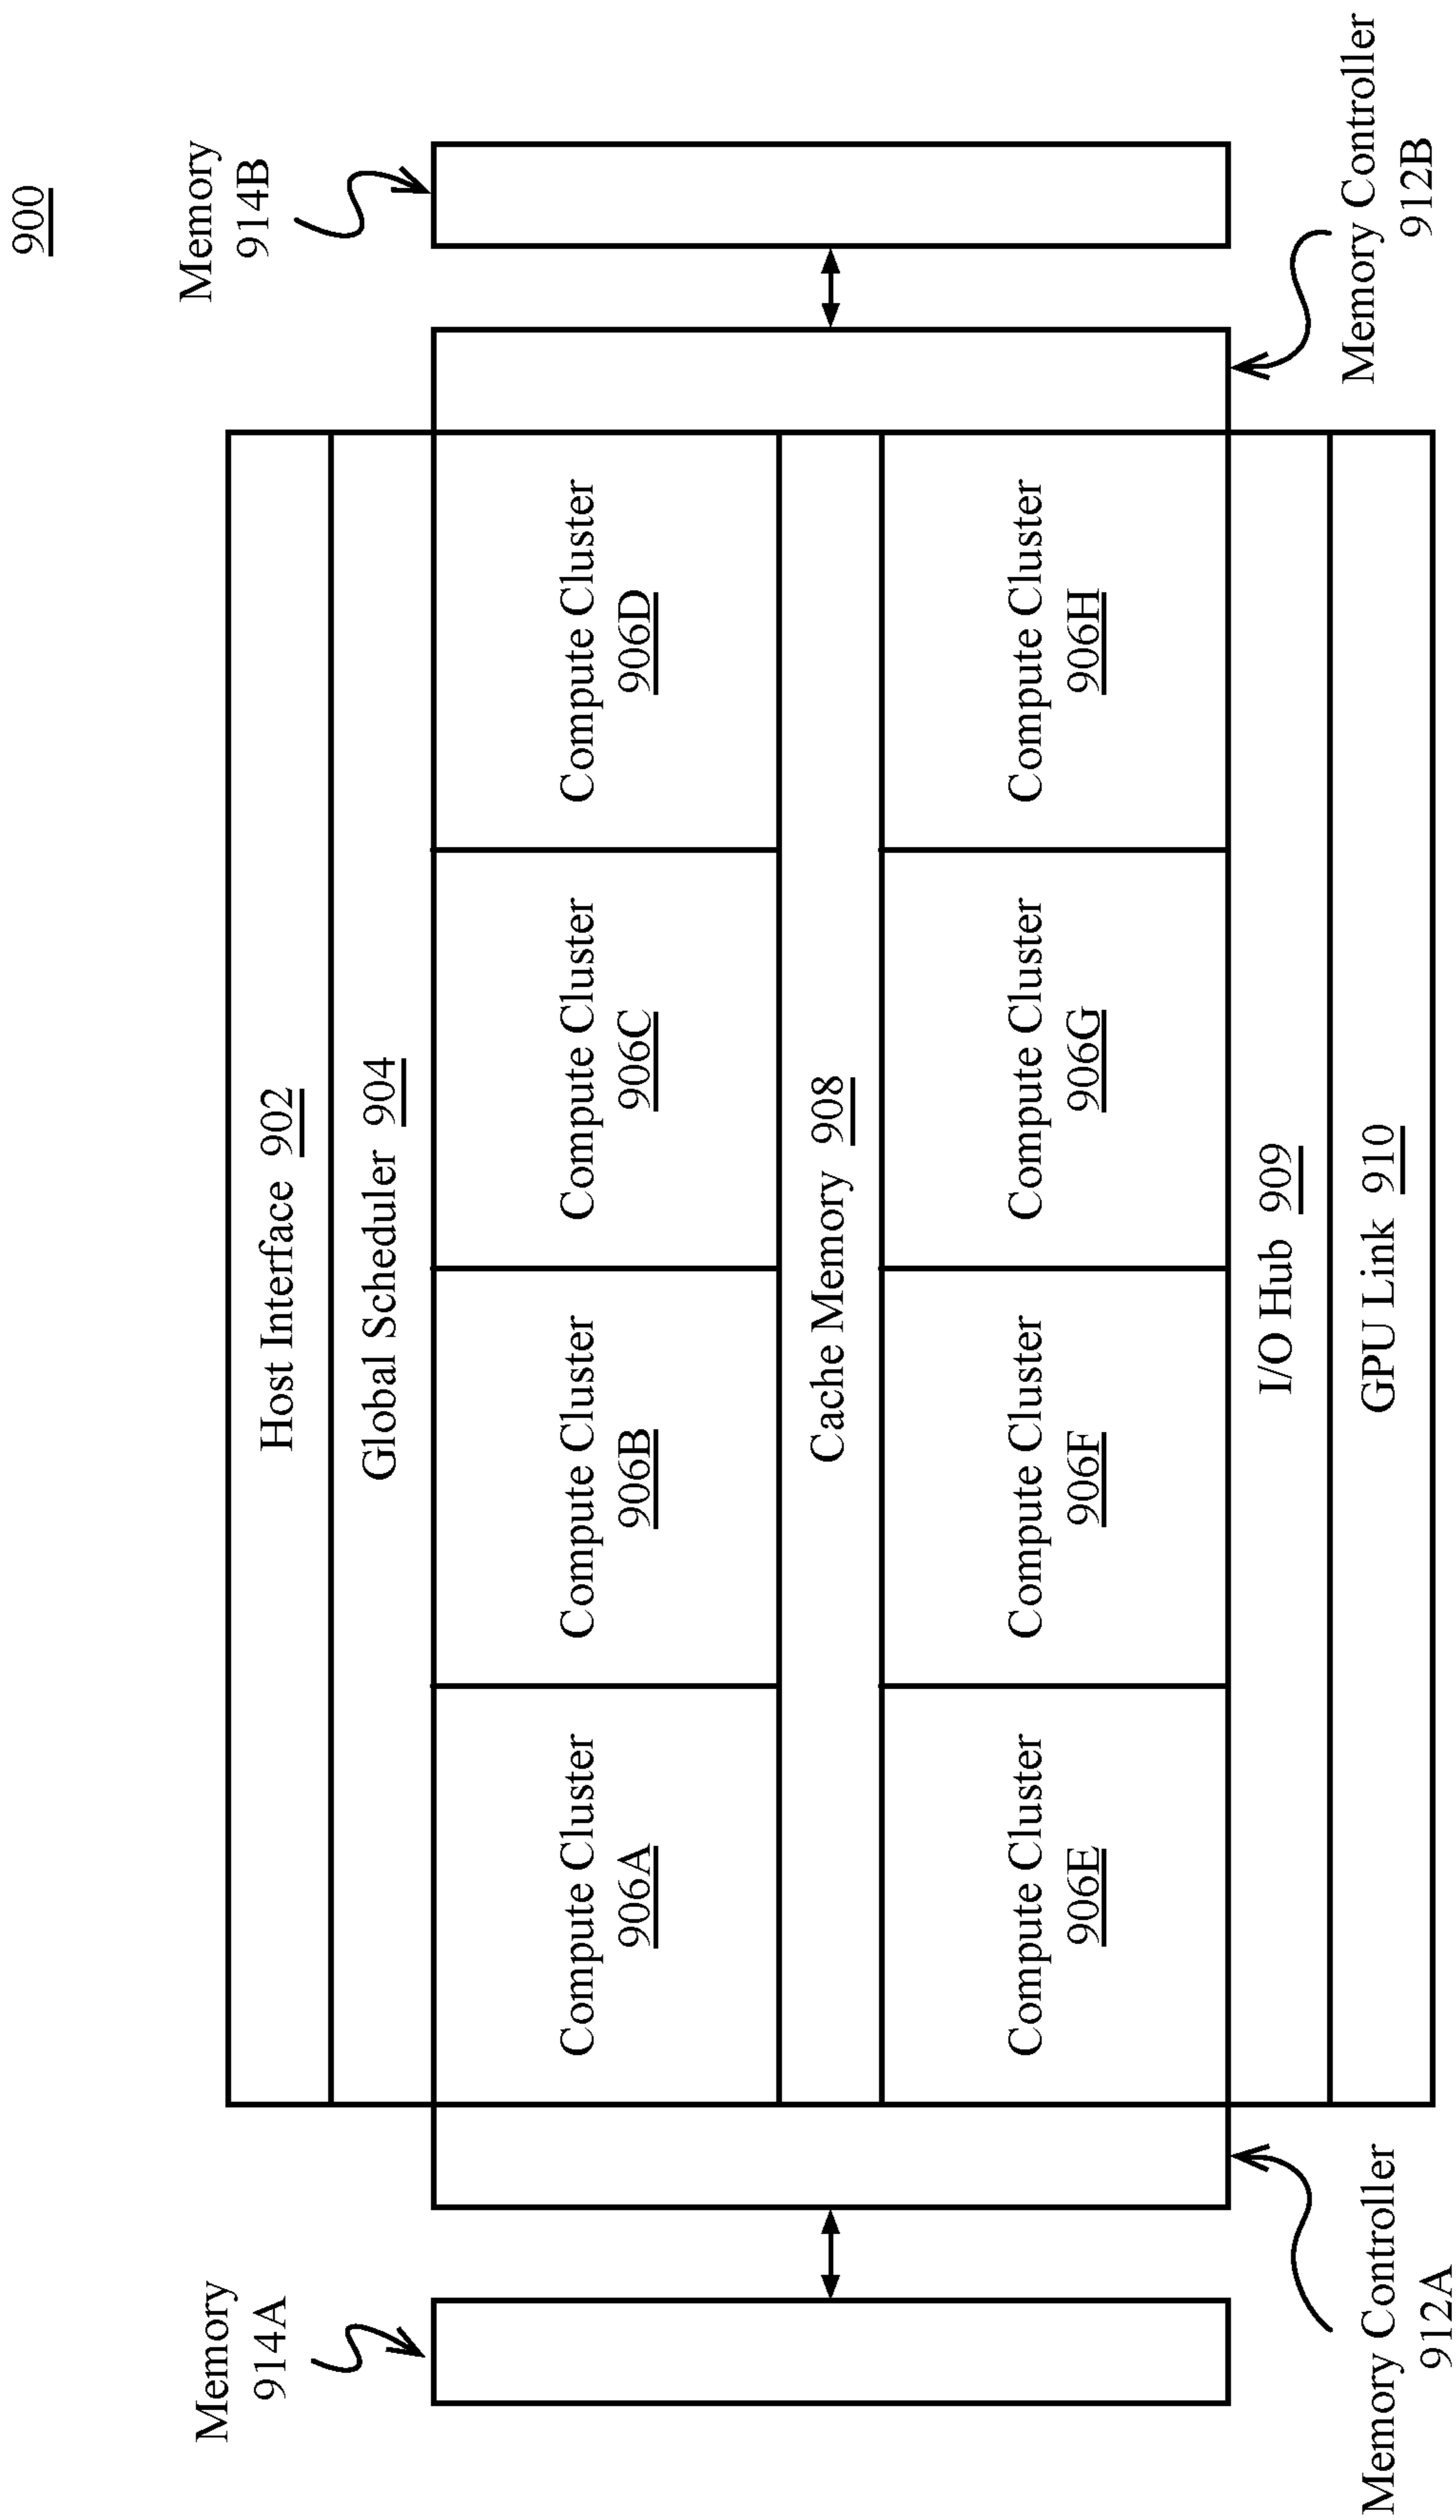 900
Memory
914B
Memory Controller
912B
Host Interface 902
Global Scheduler 904
Compute Cluster
906A
Compute Cluster
906B
Compute Cluster
906C
Compute Cluster
906D
Cache Memory 908
Compute Cluster
906E
Compute Cluster
906F
Compute Cluster
906G
Compute Cluster
906H
I/O Hub 909
GPU Link 910
Memory
914A
Memory Controller
912A